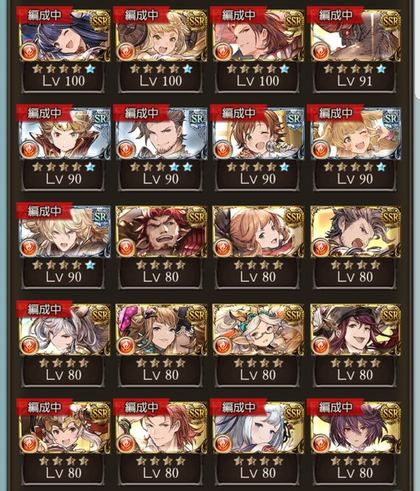 編成中 SSR 編成中 SSR 編成中 SSR 編成中 SSR
Lv 100 Lv 100 Lv 100 Lv 91
編成中 SR 編成中 SR 編成中 SR 編成中 SR
Lv 90 Lv 90 Lv 90 Lv 90
編成中 SR SSR SSR SSR
Lv 90 Lv 80 Lv 80 Lv 80
編成中 SSR SSR SSR SSR
Lv 80 Lv 80 Lv 80 Lv 80
編成中 SSR 編成中 SSR 編成中 SSR 編成中 SSR
Lv 80 Lv 80 Lv 80 Lv 80